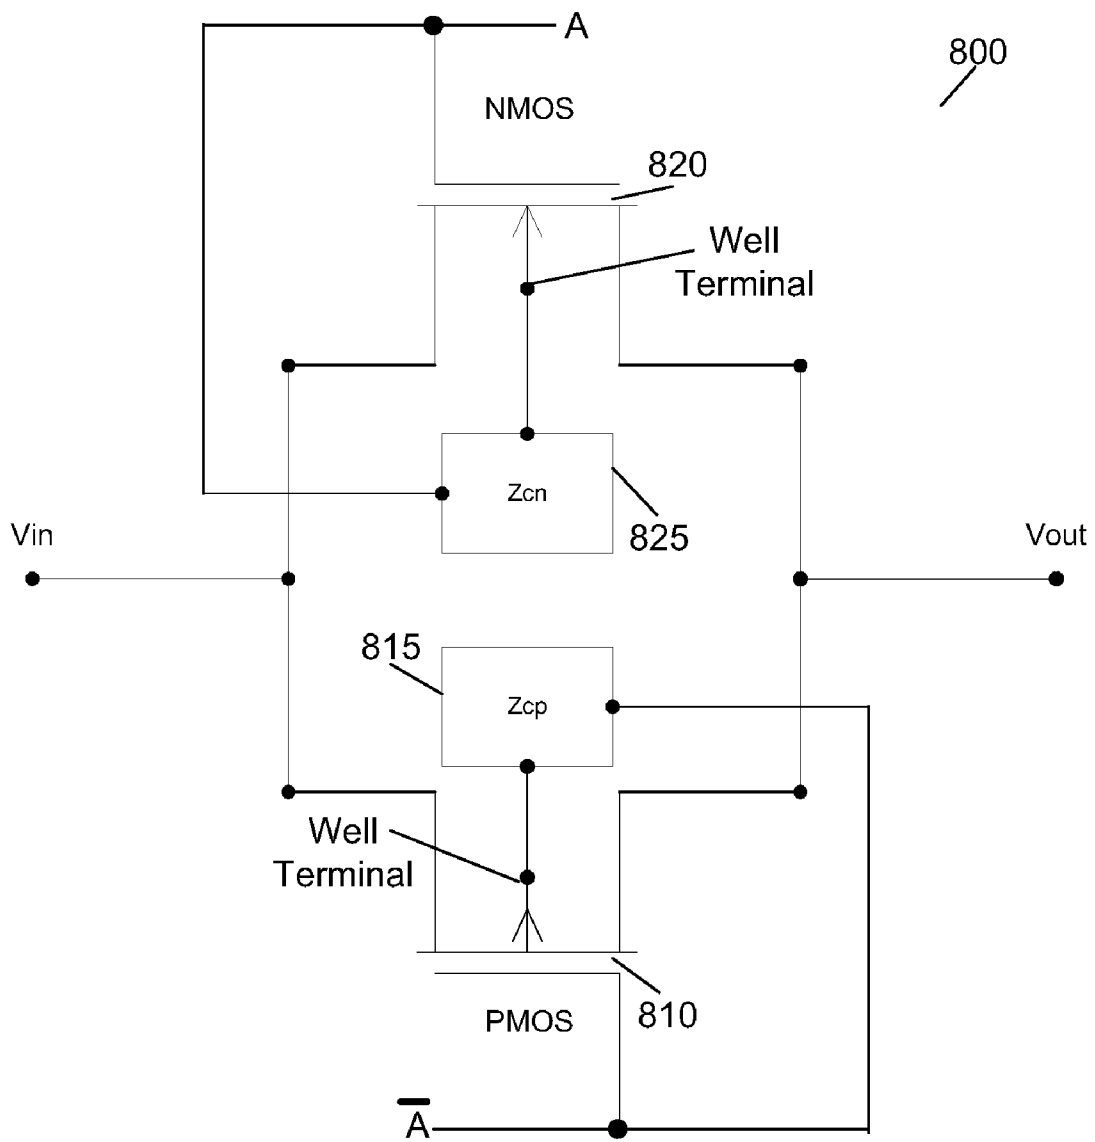 A
800
NMOS
820
Well
Terminal
Zcn
825
Vin
Vout
815
Zcp
Well
Terminal
810
PMOS
A̅